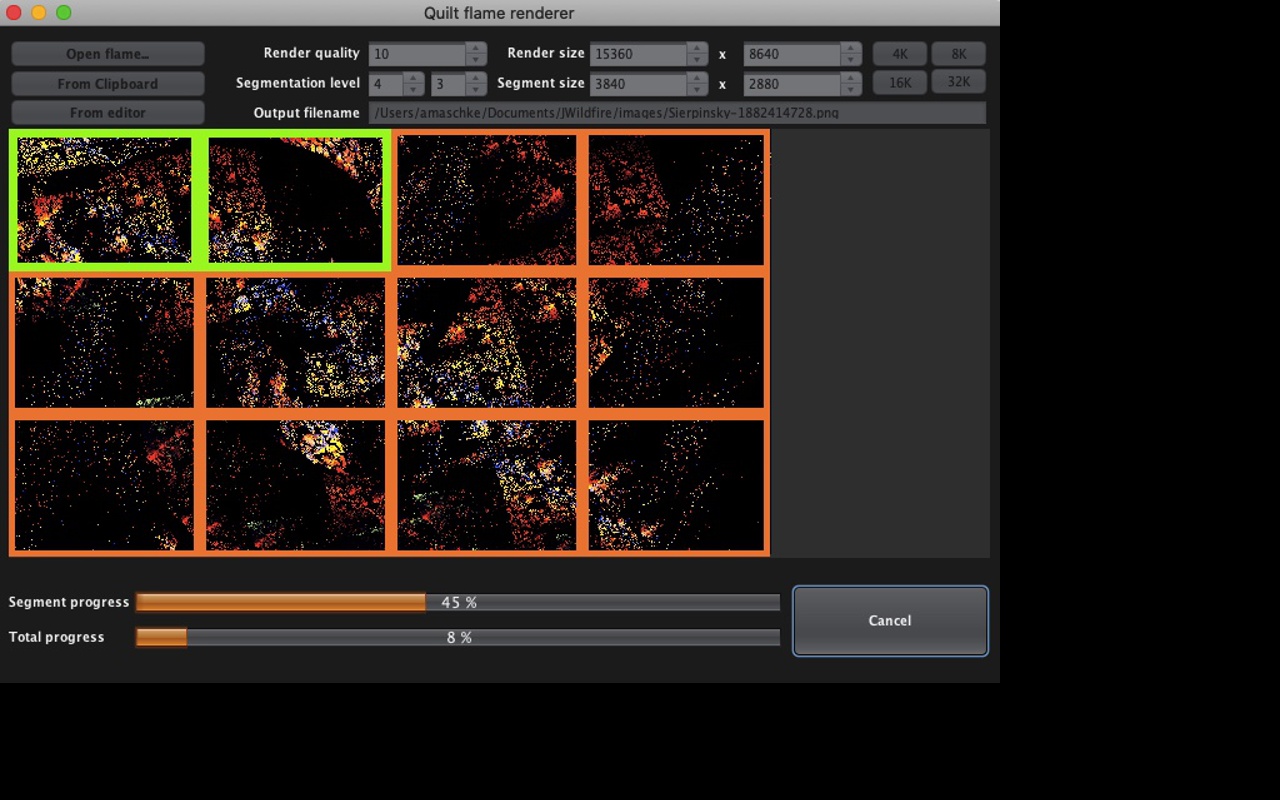 Quilt flame renderer
Open flame... Render quality 10 Render size 15360 x 8640 4K 8K
From Clipboard Segmentation level 4 3 Segment size 3840 x 2880 16K 32K
From editor Output filename /Users/amaschke/Documents/JWildfire/images/Sierpinsky-1882414728.png
Segment progress 45 %
Total progress 8 %
Cancel